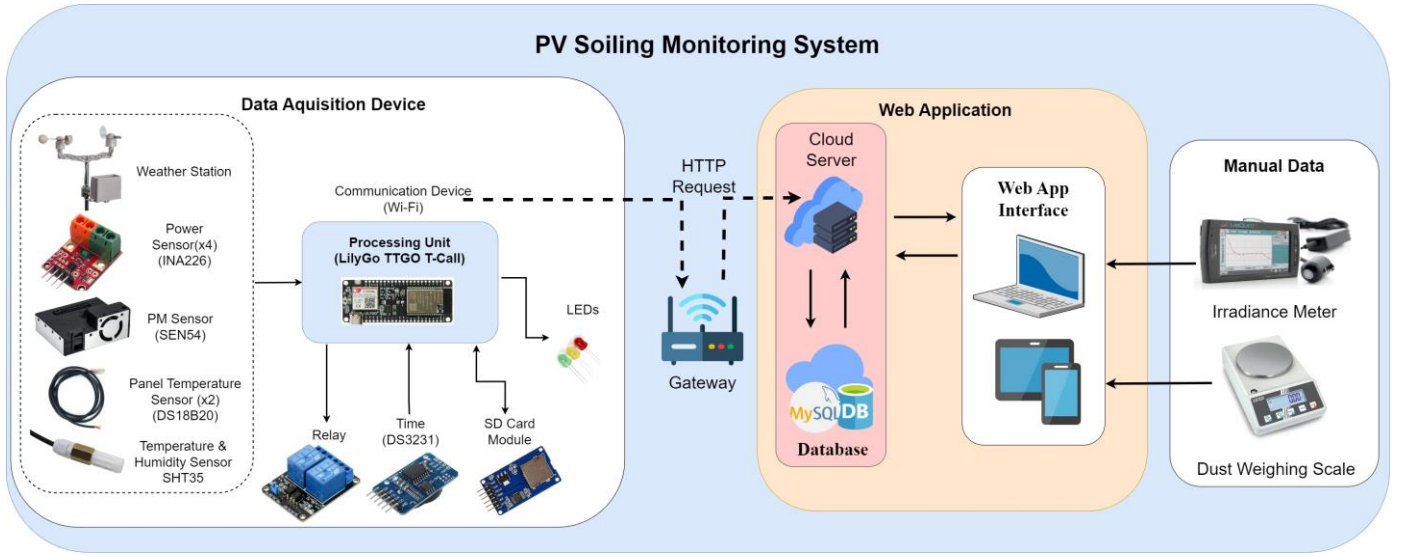 PV Soiling Monitoring System
Data Aquisition Device
Weather Station
Power
Sensor(x4)
(INA226)
PM Sensor
(SEN54)
Panel Temperature
Sensor (x2)
(DS18B20)
Temperature &
Humidity Sensor
SHT35
Communication Device
(Wi-Fi)
Processing Unit
(LilyGo TTGO T-Call)
LEDs
Relay
Time
(DS3231)
SD Card
Module
HTTP
Request
Gateway
Web Application
Cloud
Server
MySQL
DB
Database
Web App
Interface
Manual Data
Irradiance Meter
Dust Weighing Scale